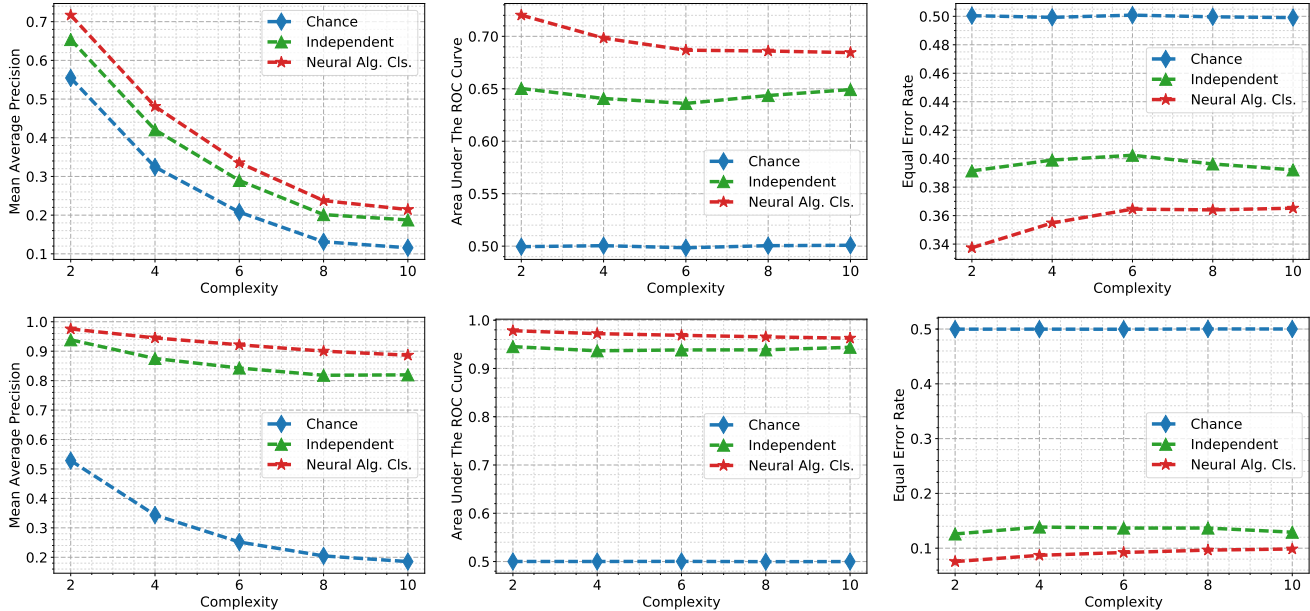 Mean Average Precision
0.7
0.6
0.5
0.4
0.3
0.2
0.1
2 4 6 8 10
Complexity
Chance
Independent
Neural Alg. Cls.
Area Under The ROC Curve
0.70
0.65
0.60
0.55
0.50
2 4 6 8 10
Complexity
Chance
Independent
Neural Alg. Cls.
Equal Error Rate
0.50
0.48
0.46
0.44
0.42
0.40
0.38
0.36
0.34
2 4 6 8 10
Complexity
Chance
Independent
Neural Alg. Cls.
Mean Average Precision
1.0
0.9
0.8
0.7
0.6
0.5
0.4
0.3
0.2
2 4 6 8 10
Complexity
Chance
Independent
Neural Alg. Cls.
Area Under The ROC Curve
1.0
0.9
0.8
0.7
0.6
0.5
2 4 6 8 10
Complexity
Chance
Independent
Neural Alg. Cls.
Equal Error Rate
0.5
0.4
0.3
0.2
0.1
2 4 6 8 10
Complexity
Chance
Independent
Neural Alg. Cls.